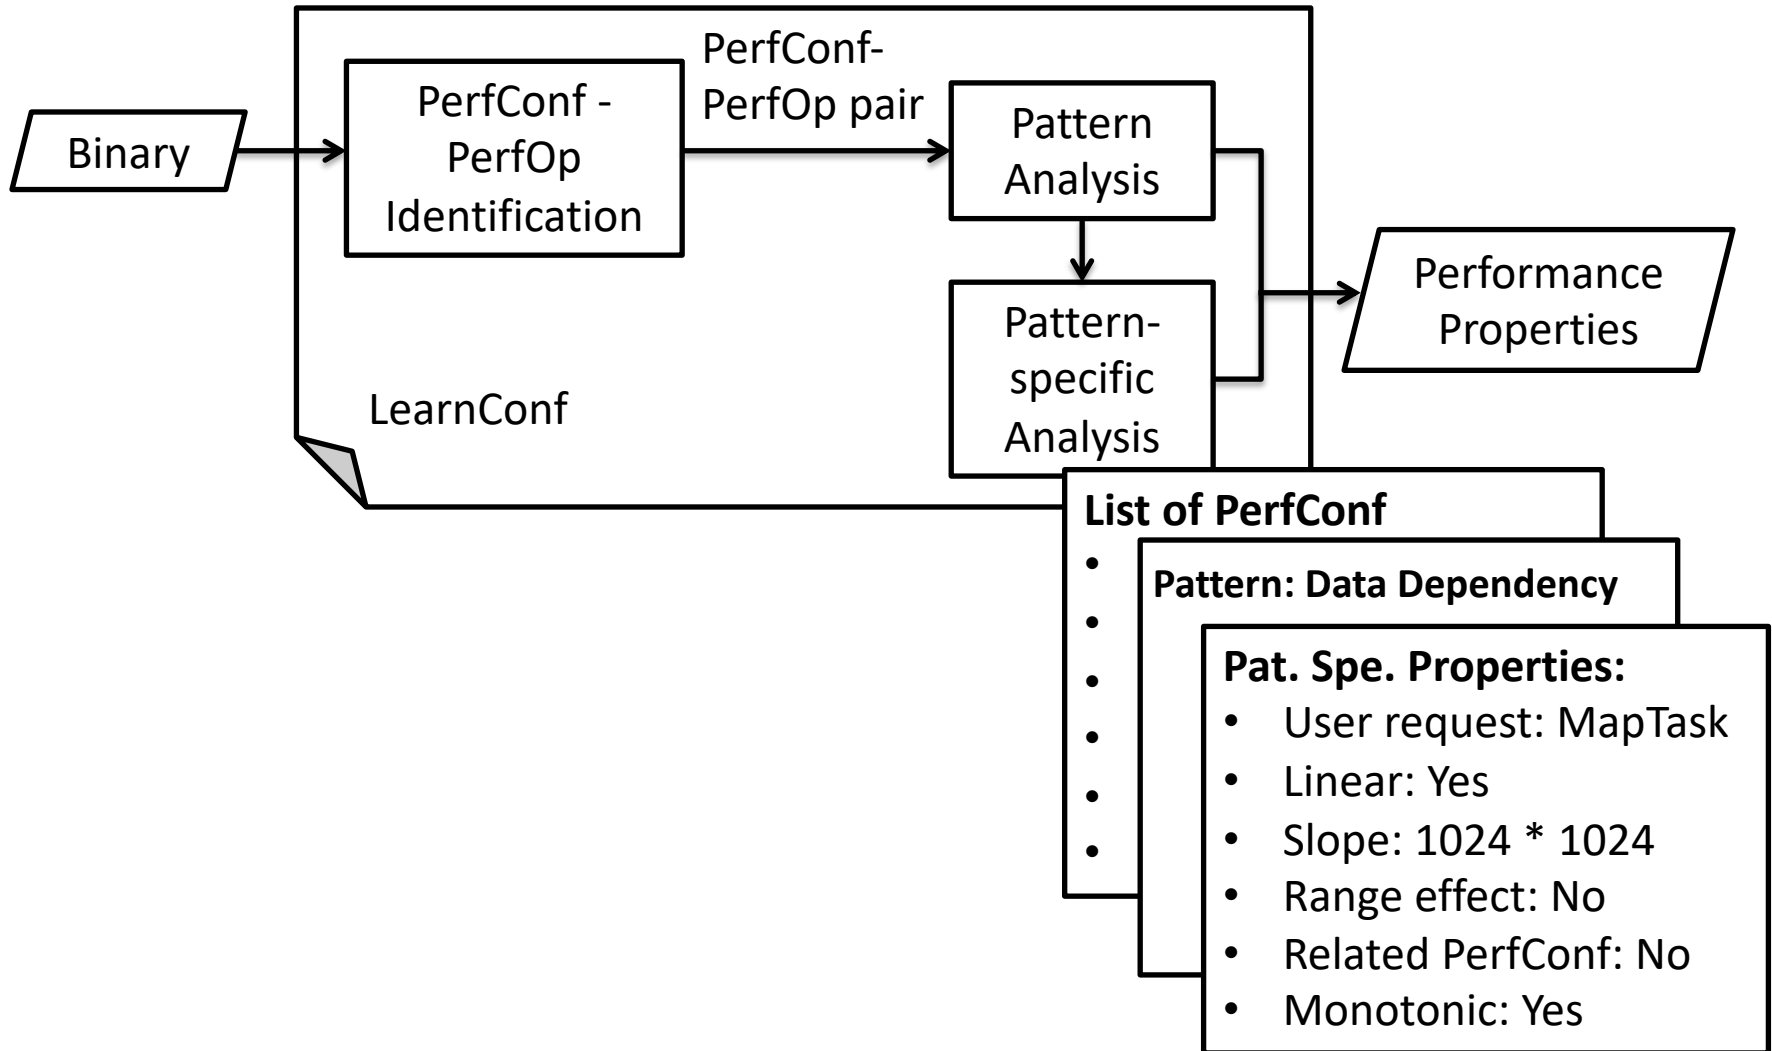 Binary
PerfConf -
PerfOp
Identification
PerfConf-
PerfOp pair
Pattern
Analysis
Pattern-
specific
Analysis
LearnConf
Performance
Properties
List of PerfConf
•
•
•
•
•
•
Pattern: Data Dependency
Pat. Spe. Properties:
• User request: MapTask
• Linear: Yes
• Slope: 1024 * 1024
• Range effect: No
• Related PerfConf: No
• Monotonic: Yes